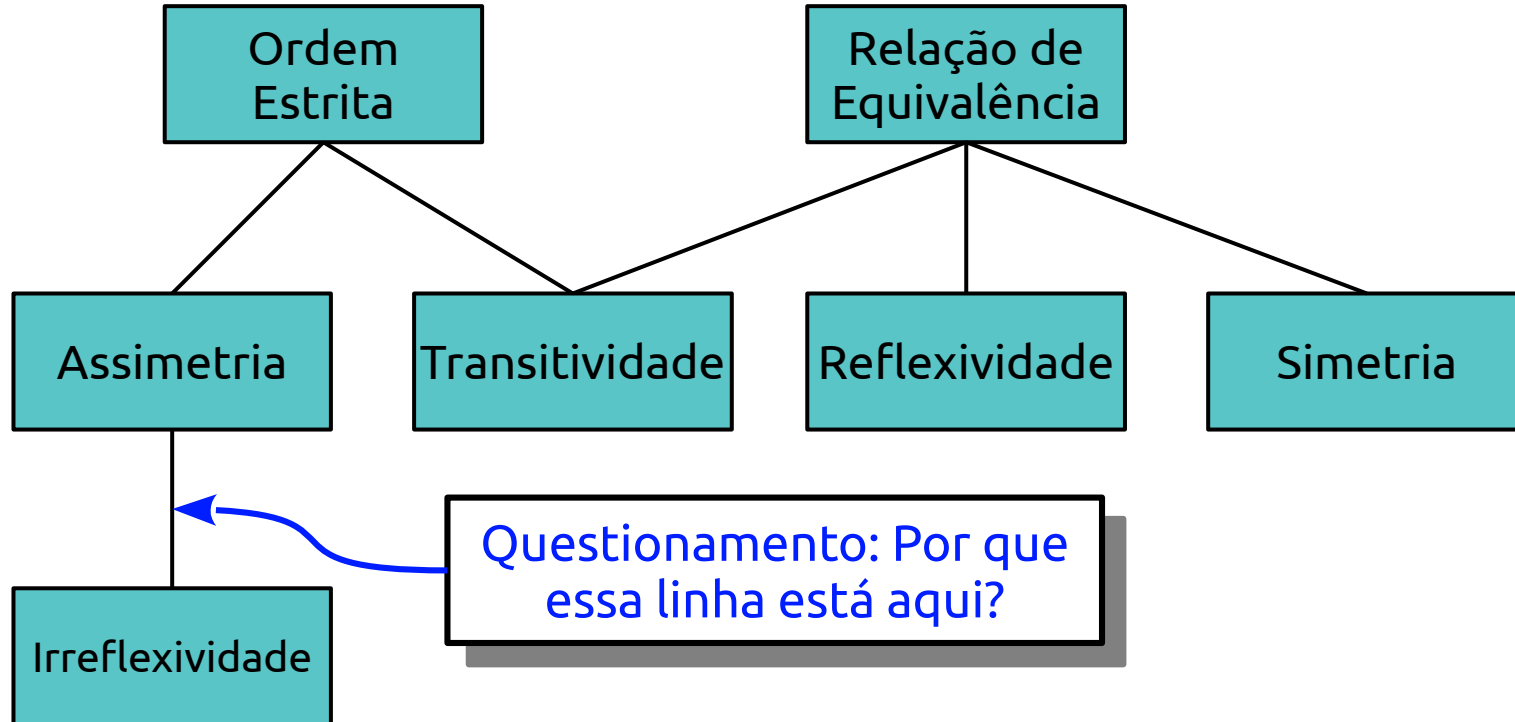 Ordem
Estrita
Relação de
Equivalência
Assimetria
Transitividade
Reflexividade
Simetria
Questionamento: Por que
essa linha está aqui?
Irreflexividade